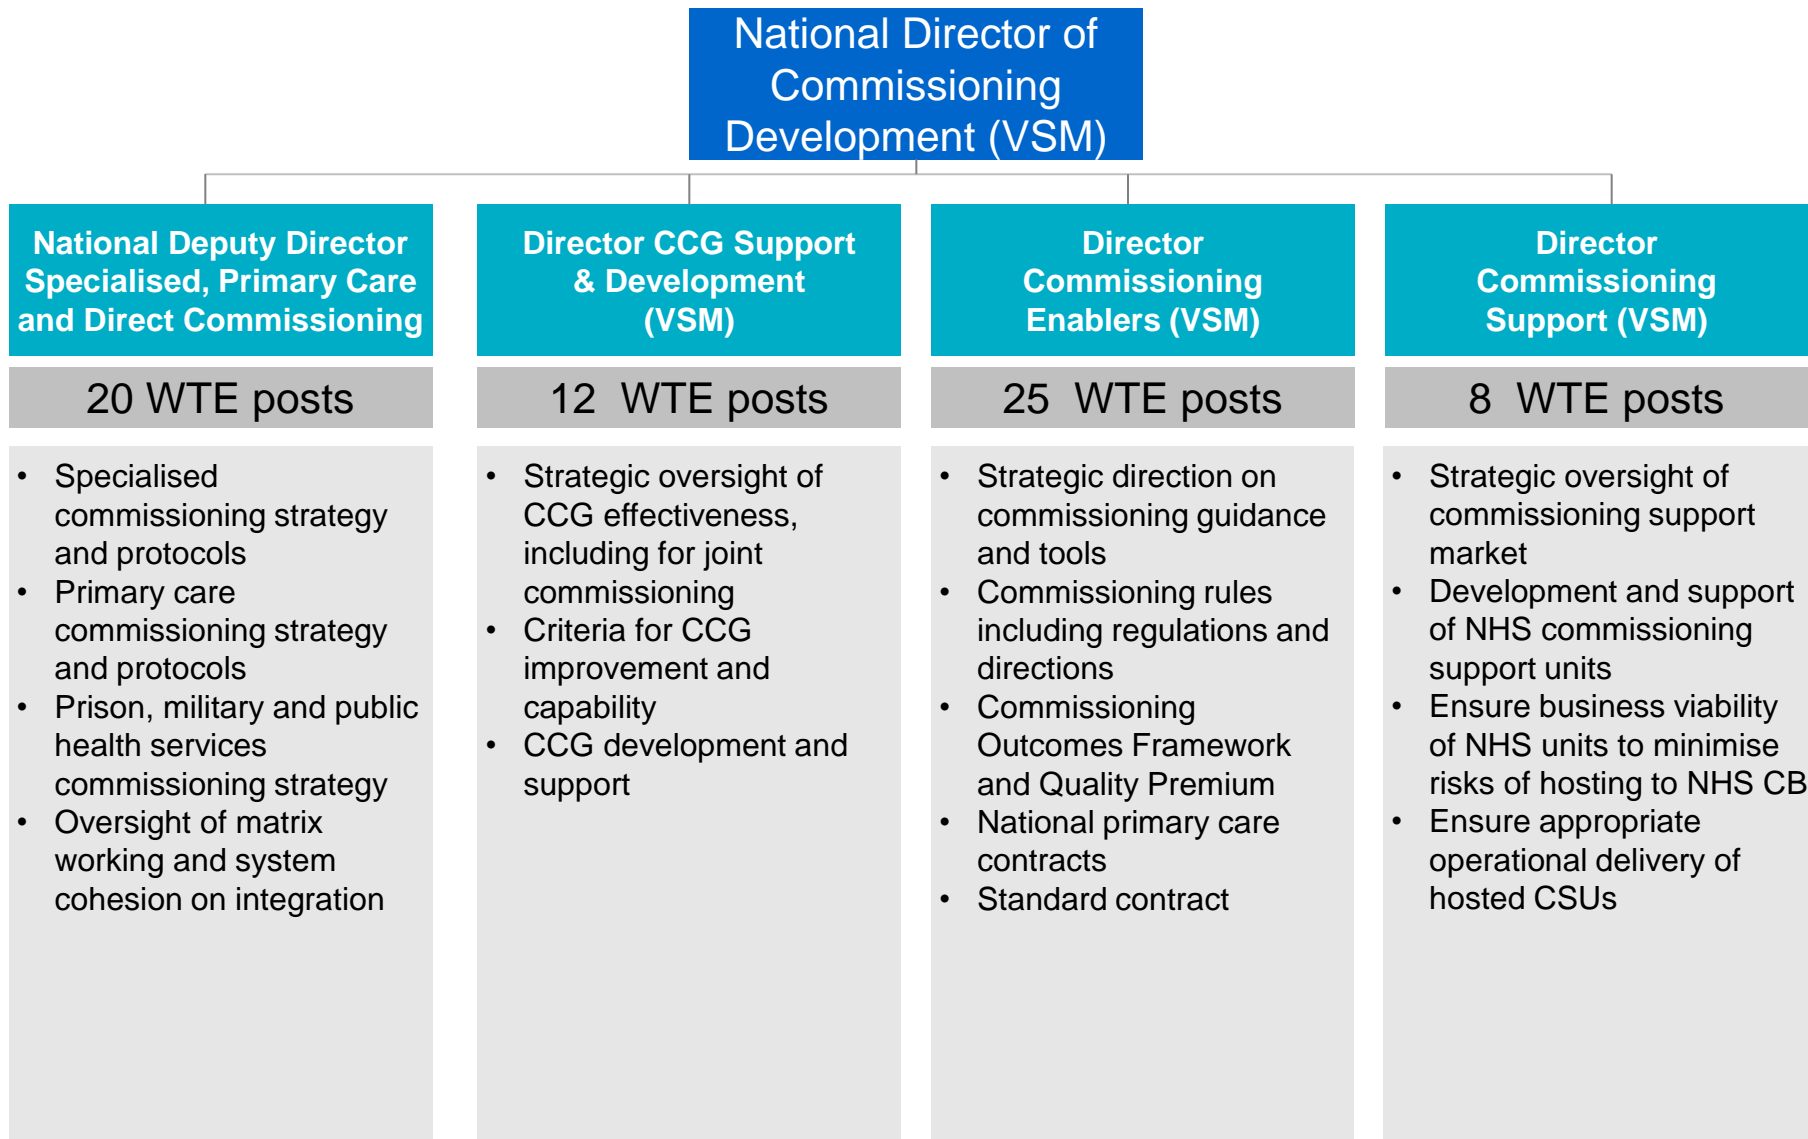 National Director of
Commissioning
Development (VSM)
National Deputy Director
Specialised, Primary Care
and Direct Commissioning
20 WTE posts
• Specialised
commissioning strategy
and protocols
• Primary care
commissioning strategy
and protocols
• Prison, military and public
health services
commissioning strategy
• Oversight of matrix
working and system
cohesion on integration
Director CCG Support
& Development
(VSM)
12 WTE posts
• Strategic oversight of
CCG effectiveness,
including for joint
commissioning
• Criteria for CCG
improvement and
capability
• CCG development and
support
Director
Commissioning
Enablers (VSM)
25 WTE posts
• Strategic direction on
commissioning guidance
and tools
• Commissioning rules
including regulations and
directions
• Commissioning
Outcomes Framework
and Quality Premium
• National primary care
contracts
• Standard contract
Director
Commissioning
Support (VSM)
8 WTE posts
• Strategic oversight of
commissioning support
market
• Development and support
of NHS commissioning
support units
• Ensure business viability
of NHS units to minimise
risks of hosting to NHS CB
• Ensure appropriate
operational delivery of
hosted CSUs